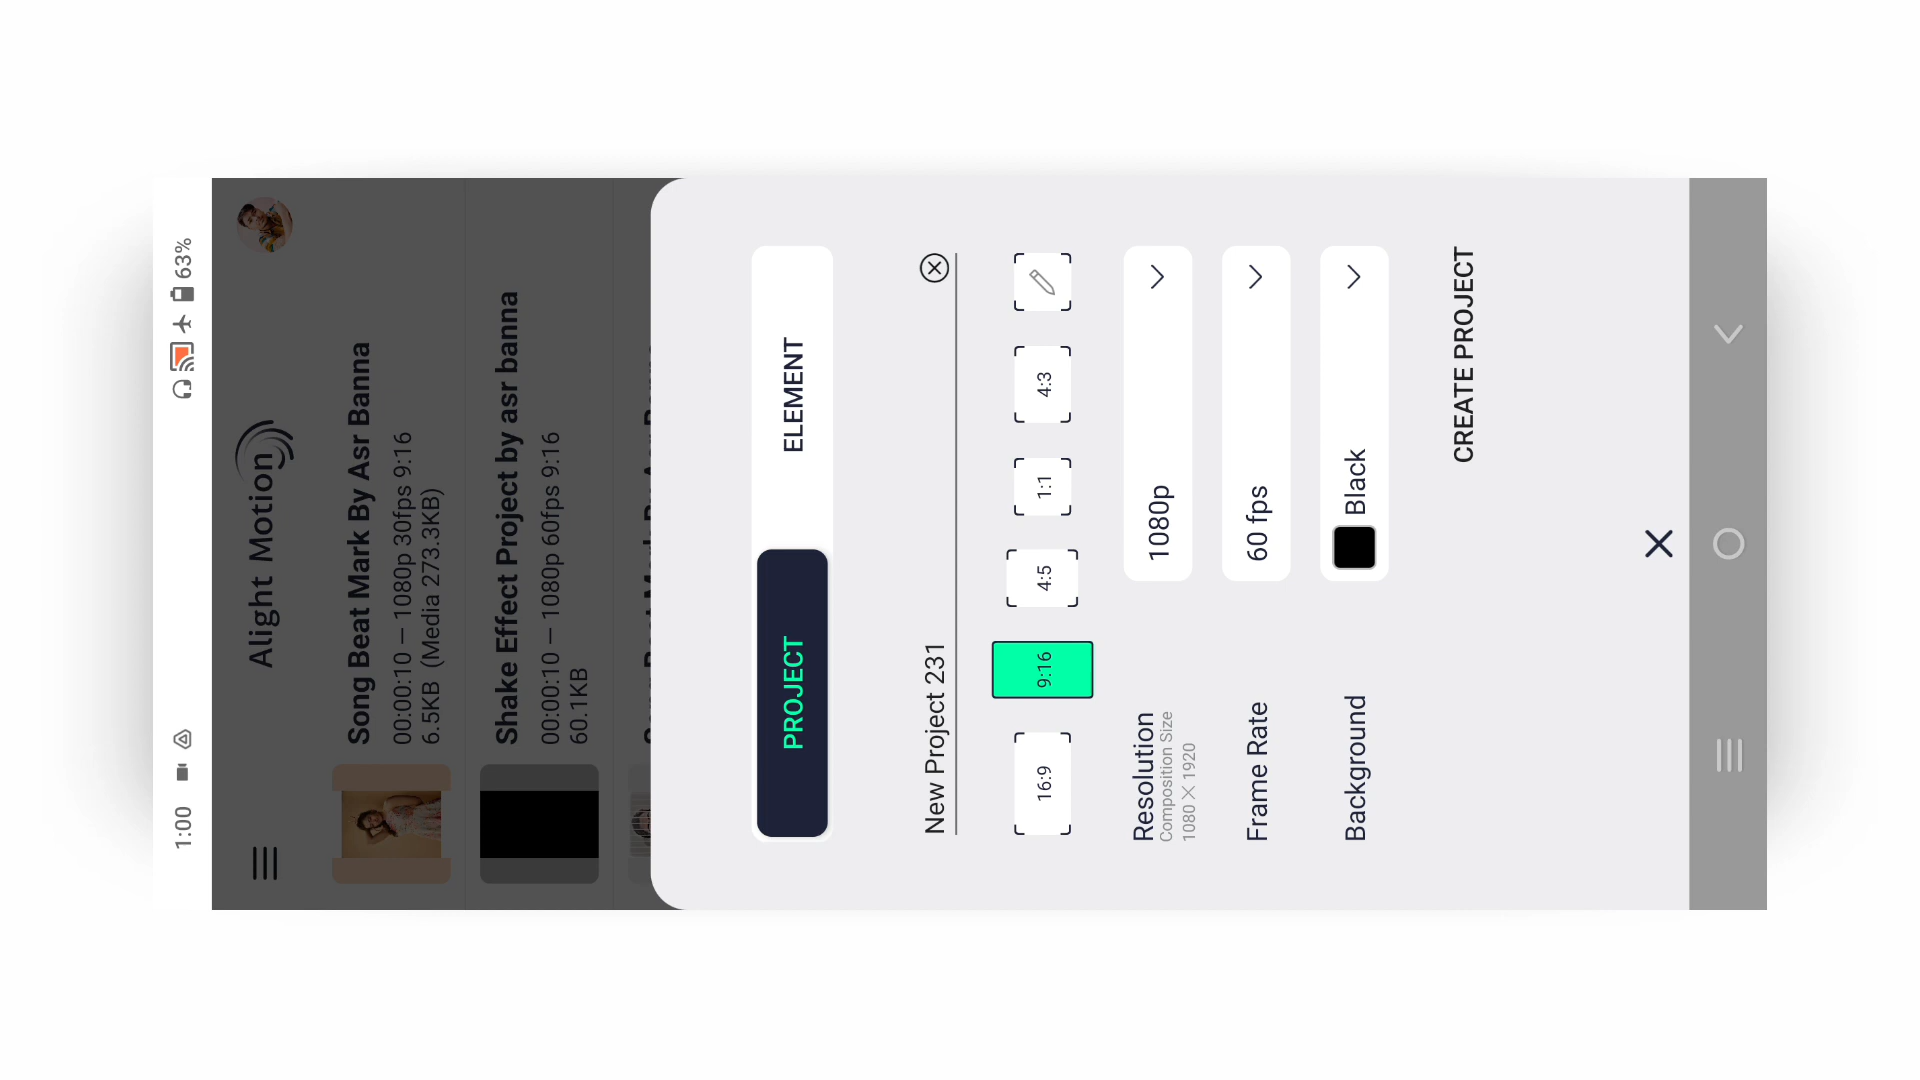 1:00
63%
Alight Motion
Song Beat Mark By Asr Banna
00:00:10 — 1080p 30fps 9:16
6.5KB (Media 273.3KB)
Shake Effect Project by asr banna
00:00:10 — 1080p 60fps 9:16
60.1KB
PROJECT
ELEMENT
New Project 231
16:9
9:16
4:5
1:1
4:3
Resolution
Composition Size
1080 X 1920
1080p
Frame Rate
60 fps
Background
Black
CREATE PROJECT